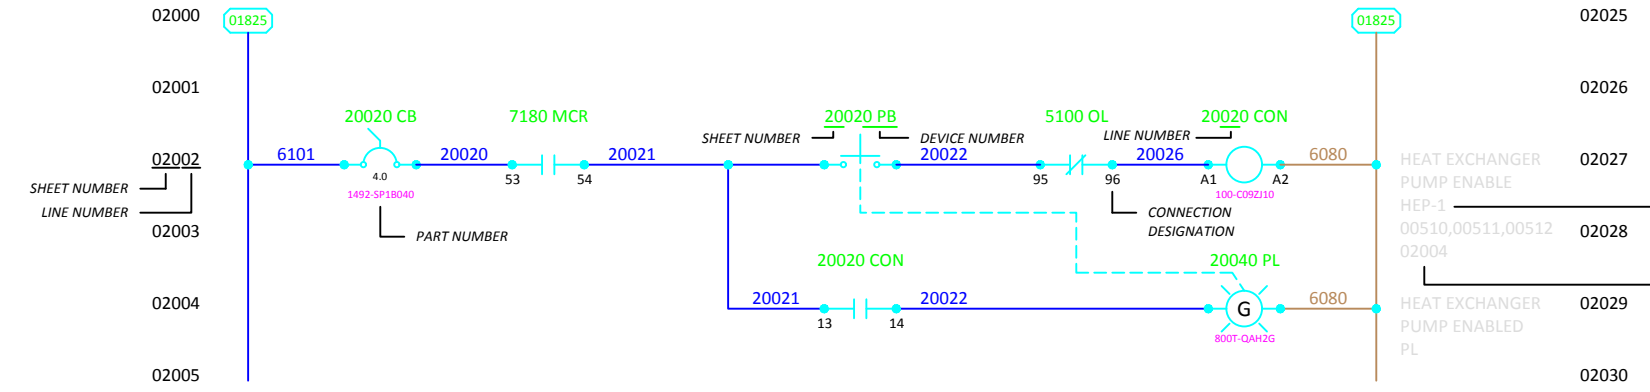 02000
01825
01825
02025
02001
02026
20020 CB
7180 MCR
20020 PB
5100 OL
20020 CON
SHEET NUMBER
DEVICE NUMBER
LINE NUMBER
02002
6101
20020
20021
20022
20026
6080
HEAT EXCHANGER
02027
4.0
53
54
95
96
A1
A2
PUMP ENABLE
SHEET NUMBER
1492-SP1B040
100-C09ZJ10
HEP-1
LINE NUMBER
CONNECTION
DESIGNATION
02003
PART NUMBER
00510,00511,00512
02028
02004
20020 CON
20040 PL
02004
20021
20022
G
6080
HEAT EXCHANGER
02029
13
14
PUMP ENABLED
800T-QAH2G
PL
02005
02030